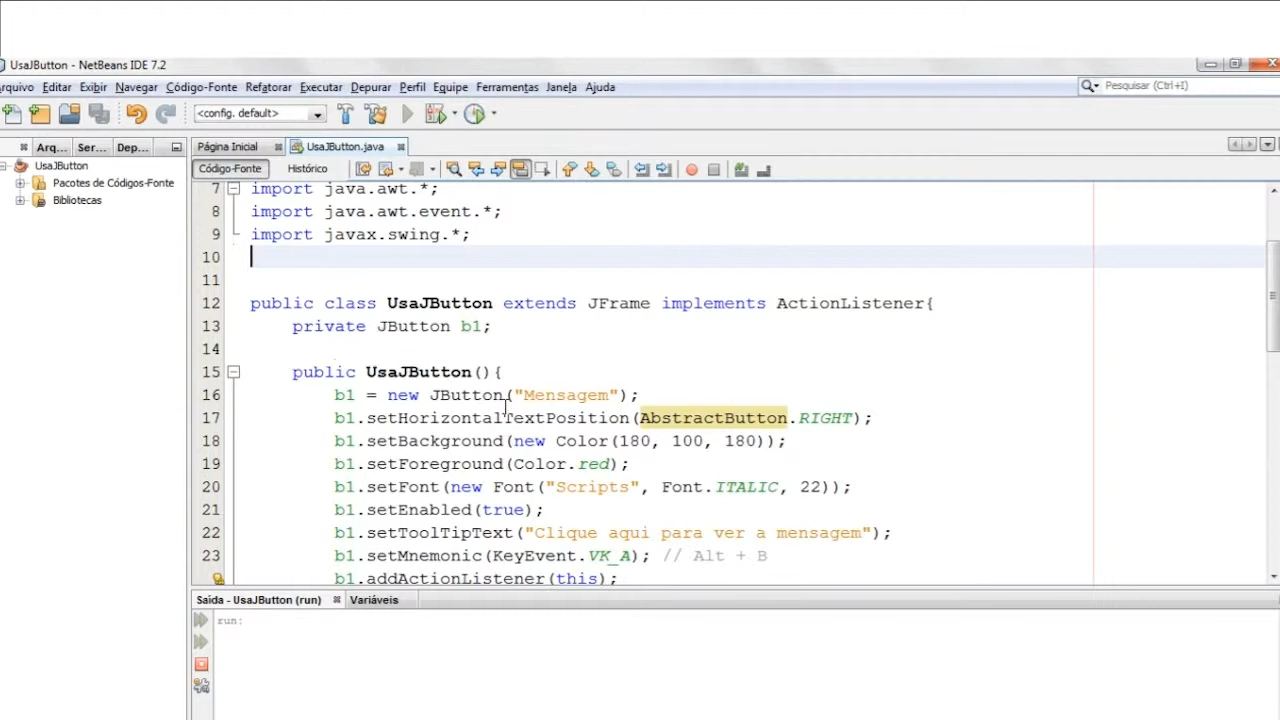 UsaJButton - NetBeans IDE 7.2
rquivo Editar Exibir Navegar Código-Fonte Refatorar Executar Depurar Perfil Equipe Ferramentas Janela Ajuda
Pesquisar (Ctrl+I)
<config. default>
Arq... Ser... Dep...
Página Inicial UsaJButton.java
Código-Fonte Histórico
UsaJButton
Pacotes de Códigos-Fonte
Bibliotecas
7 import java.awt.*;
8 import java.awt.event.*;
9 import javax.swing.*;
10
11
12 public class UsaJButton extends JFrame implements ActionListener{
13 private JButton b1;
14
15 public UsaJButton(){
16 b1 = new JButton("Mensagem");
17 b1.setHorizontalTextPosition(AbstractButton.RIGHT);
18 b1.setBackground(new Color(180, 100, 180));
19 b1.setForeground(Color.red);
20 b1.setFont(new Font("Scripts", Font.ITALIC, 22));
21 b1.setEnabled(true);
22 b1.setToolTipText("Clique aqui para ver a mensagem");
23 b1.setMnemonic(KeyEvent.VK_A); // Alt + B
b1.addActionListener(this);
Saída - UsaJButton (run) Variáveis
run: